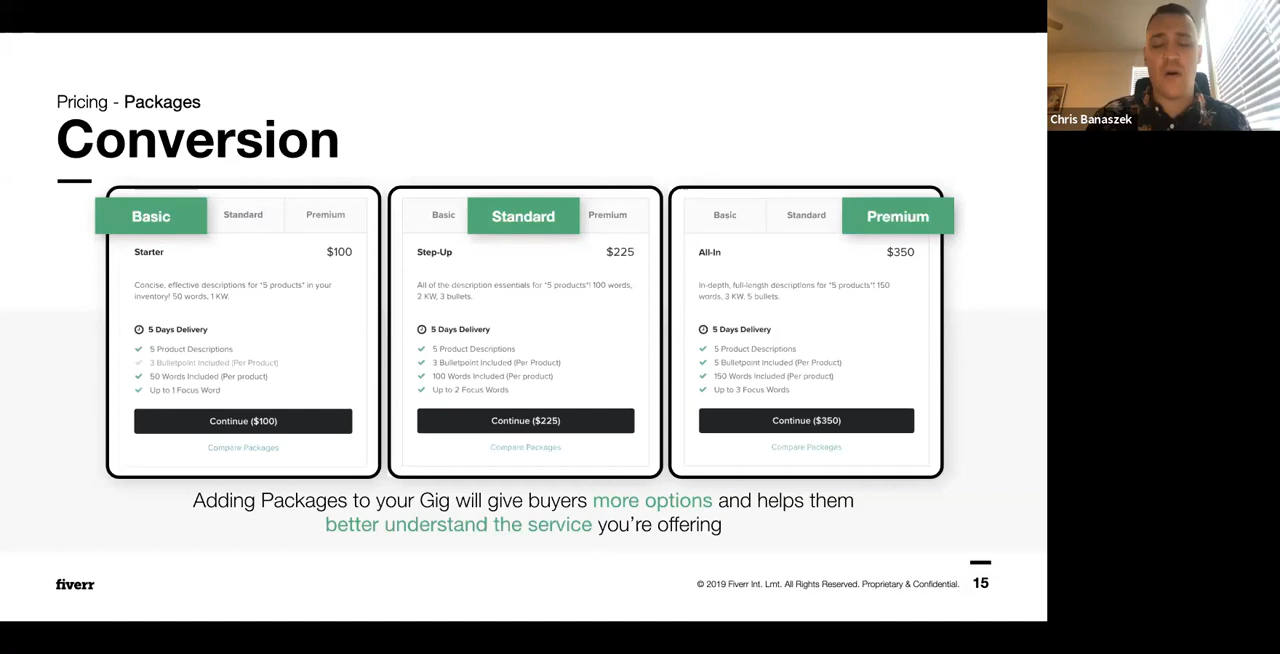 Pricing - Packages
Conversion
Basic
Standard
Premium
Starter
$100
Concise, effective descriptions for *5 products* in your
inventory! 50 words, 1 KW.
5 Days Delivery
5 Product Descriptions
3 Bulletpoint Included (Per Product)
50 Words Included (Per product)
Up to 1 Focus Word
Continue ($100)
Compare Packages
Basic
Standard
Premium
Step-Up
$225
All of the description essentials for *5 products*! 100 words,
2 KW, 3 bullets.
5 Days Delivery
5 Product Descriptions
3 Bulletpoint Included (Per Product)
100 Words Included (Per product)
Up to 2 Focus Words
Continue ($225)
Compare Packages
Basic
Standard
Premium
All-In
$350
In-depth, full-length descriptions for *5 products*! 150
words, 3 KW, 5 bullets.
5 Days Delivery
5 Product Descriptions
5 Bulletpoint Included (Per Product)
150 Words Included (Per product)
Up to 3 Focus Words
Continue ($350)
Compare Packages
Adding Packages to your Gig will give buyers more options and helps them
better understand the service you're offering
fiverr
© 2019 Fiverr Int. Lmt. All Rights Reserved. Proprietary & Confidential.
15
Chris Banaszek